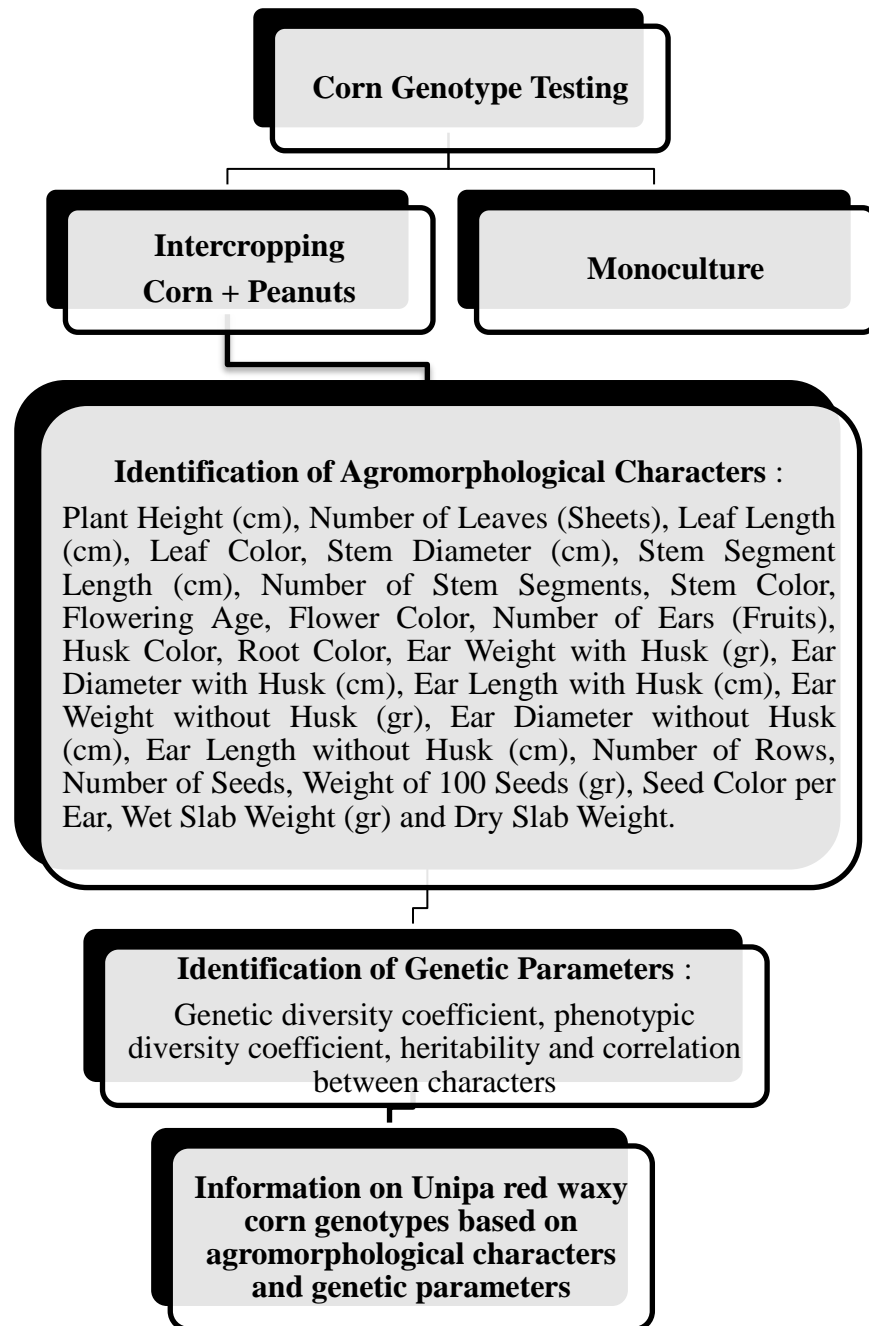 Corn Genotype Testing
Intercropping
Corn + Peanuts
Monoculture
Identification of Agromorphological Characters :
Plant Height (cm), Number of Leaves (Sheets), Leaf Length
(cm), Leaf Color, Stem Diameter (cm), Stem Segment
Length (cm), Number of Stem Segments, Stem Color,
Flowering Age, Flower Color, Number of Ears (Fruits),
Husk Color, Root Color, Ear Weight with Husk (gr), Ear
Diameter with Husk (cm), Ear Length with Husk (cm), Ear
Weight without Husk (gr), Ear Diameter without Husk
(cm), Ear Length without Husk (cm), Number of Rows,
Number of Seeds, Weight of 100 Seeds (gr), Seed Color per
Ear, Wet Slab Weight (gr) and Dry Slab Weight.
Identification of Genetic Parameters :
Genetic diversity coefficient, phenotypic
diversity coefficient, heritability and correlation
between characters
Information on Unipa red waxy
corn genotypes based on
agromorphological characters
and genetic parameters